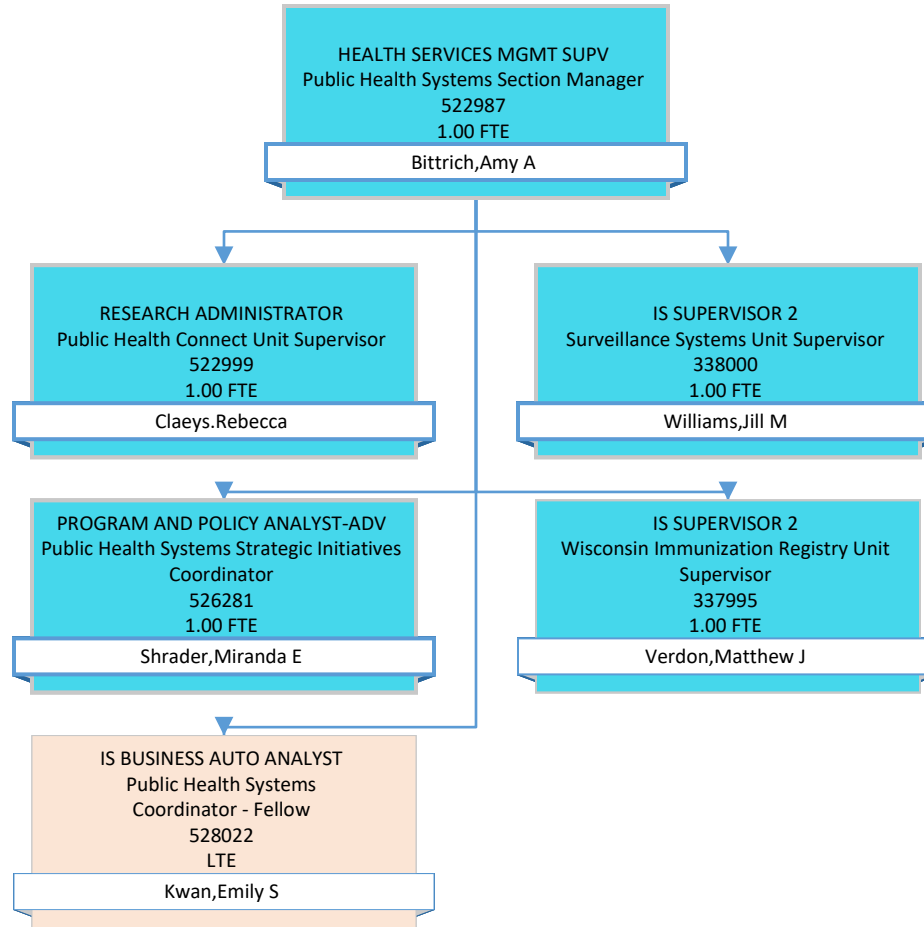 HEALTH SERVICES MGMT SUPV
Public Health Systems Section Manager
522987
1.00 FTE
Bittrich,Amy A
RESEARCH ADMINISTRATOR
Public Health Connect Unit Supervisor
522999
1.00 FTE
Claeys.Rebecca
IS SUPERVISOR 2
Surveillance Systems Unit Supervisor
338000
1.00 FTE
Williams,Jill M
PROGRAM AND POLICY ANALYST-ADV
Public Health Systems Strategic Initiatives
Coordinator
526281
1.00 FTE
Shrader,Miranda E
IS SUPERVISOR 2
Wisconsin Immunization Registry Unit
Supervisor
337995
1.00 FTE
Verdon,Matthew J
IS BUSINESS AUTO ANALYST
Public Health Systems
Coordinator - Fellow
528022
LTE
Kwan,Emily S